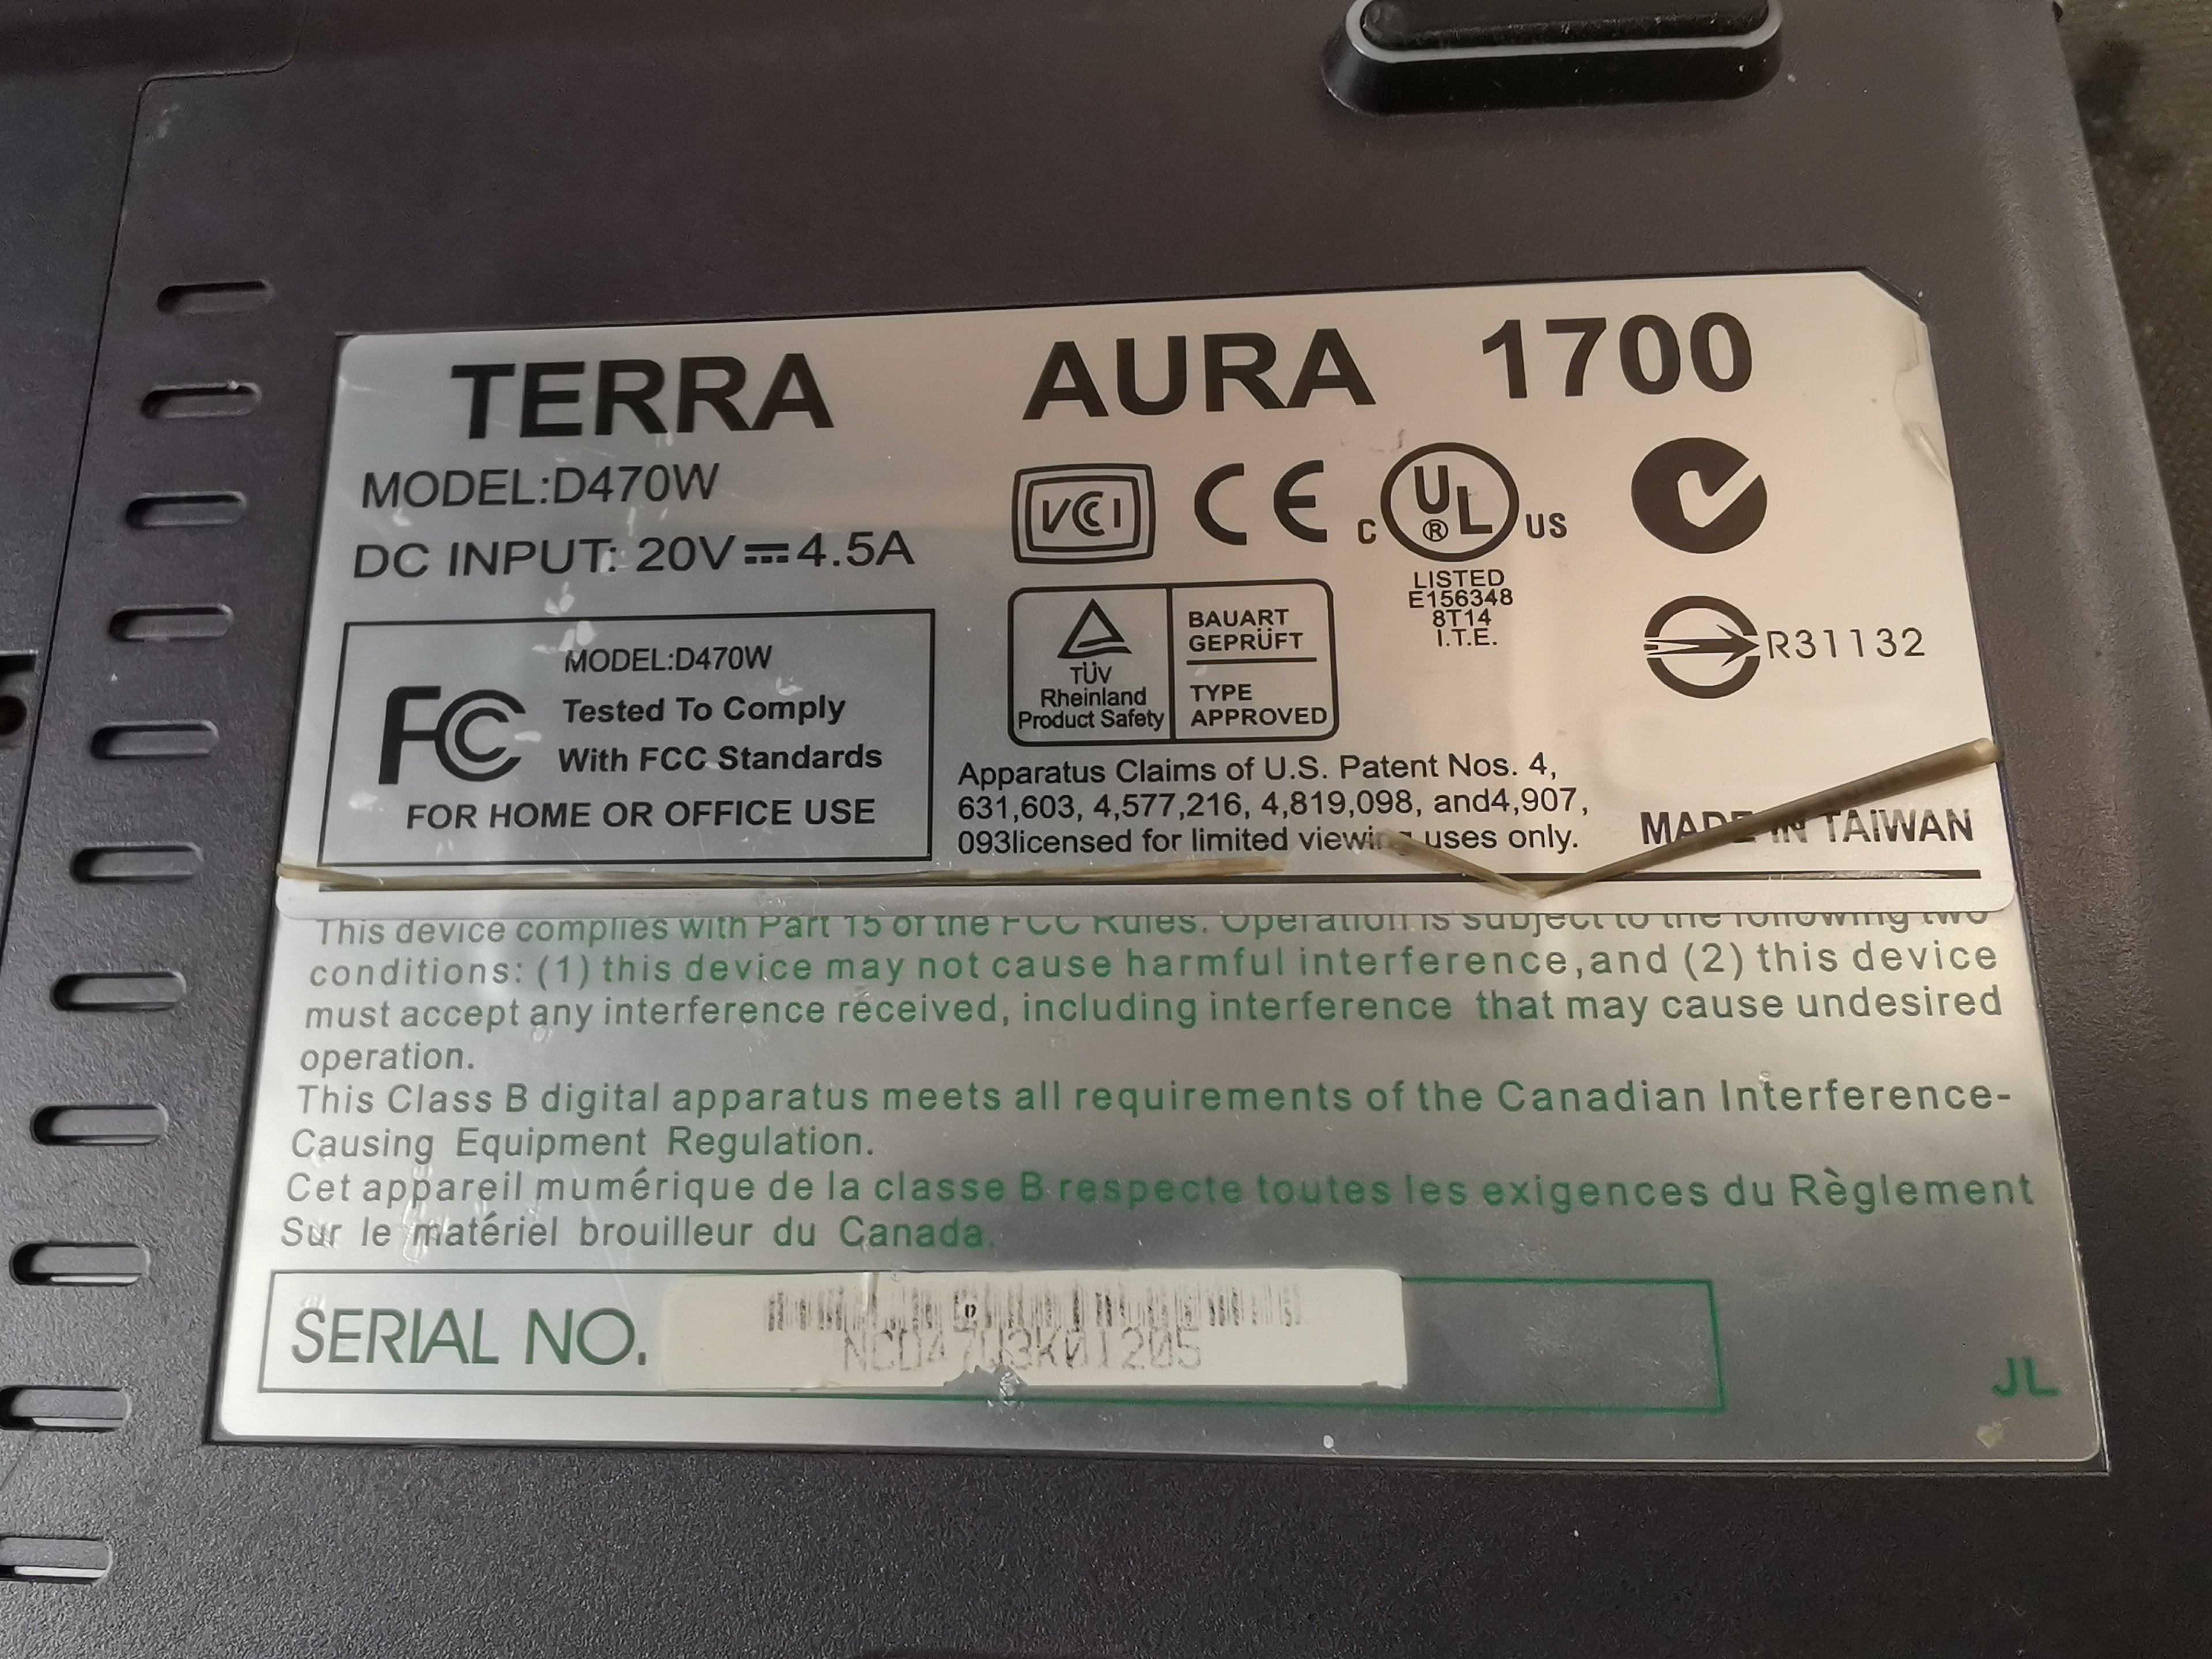 TERRA AURA 1700
MODEL:D470W
DC INPUT: 20V⎓4.5A
MODEL:D470W
FC Tested To Comply
With FCC Standards
FOR HOME OR OFFICE USE
VCCI CE C UL ® US
LISTED
E156348
8T14
I.T.E.
TÜV
Rheinland
Product Safety
BAUART
GEPRÜFT
TYPE
APPROVED
R31132
Apparatus Claims of U.S. Patent Nos. 4,
631,603, 4,577,216, 4,819,098, and4,907,
093licensed for limited viewing uses only.
MADE IN TAIWAN
This device complies with Part 15 of the FCC Rules. Operation is subject to the following two
conditions: (1) this device may not cause harmful interference,and (2) this device
must accept any interference received, including interference that may cause undesired
operation.
This Class B digital apparatus meets all requirements of the Canadian Interference-
Causing Equipment Regulation.
Cet appareil mumérique de la classe B respecte toutes les exigences du Règlement
Sur le matériel brouilleur du Canada.
SERIAL NO.
JL